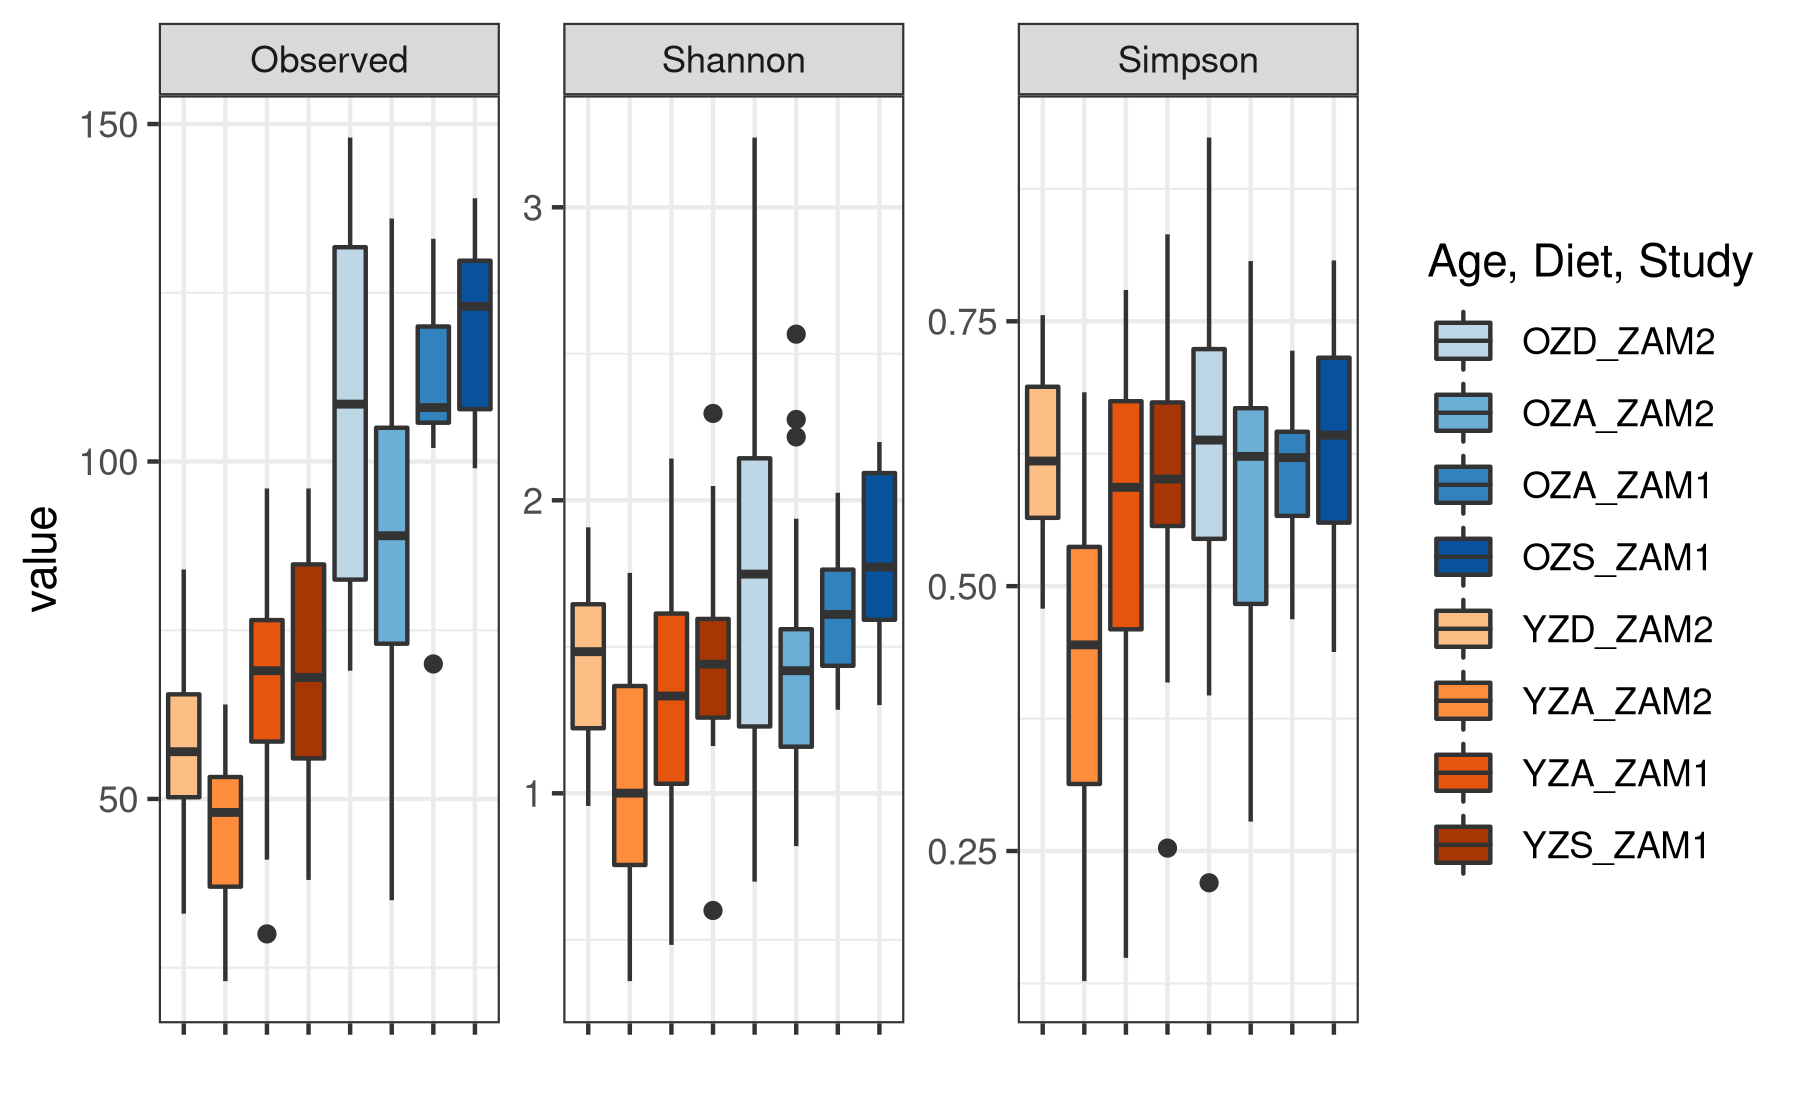 Observed
Shannon
Simpson
150
100
50
3
2
1
0.75
0.50
0.25
value
Age, Diet, Study
OZD_ZAM2
OZA_ZAM2
OZA_ZAM1
OZS_ZAM1
YZD_ZAM2
YZA_ZAM2
YZA_ZAM1
YZS_ZAM1